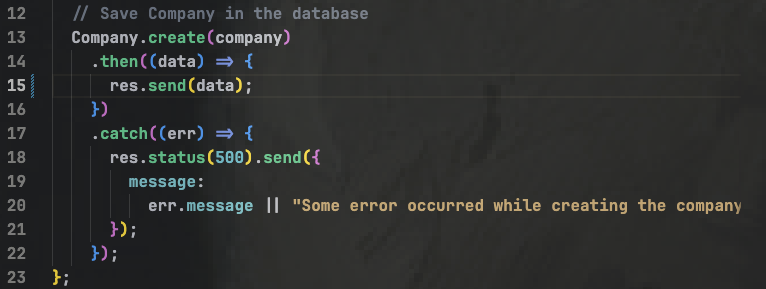 12 // Save Company in the database
13 Company.create(company)
14 .then((data) => {
15 res.send(data);
16 })
17 .catch((err) => {
18 res.status(500).send({
19 message:
20 err.message || "Some error occurred while creating the company
21 });
22 });
23 };